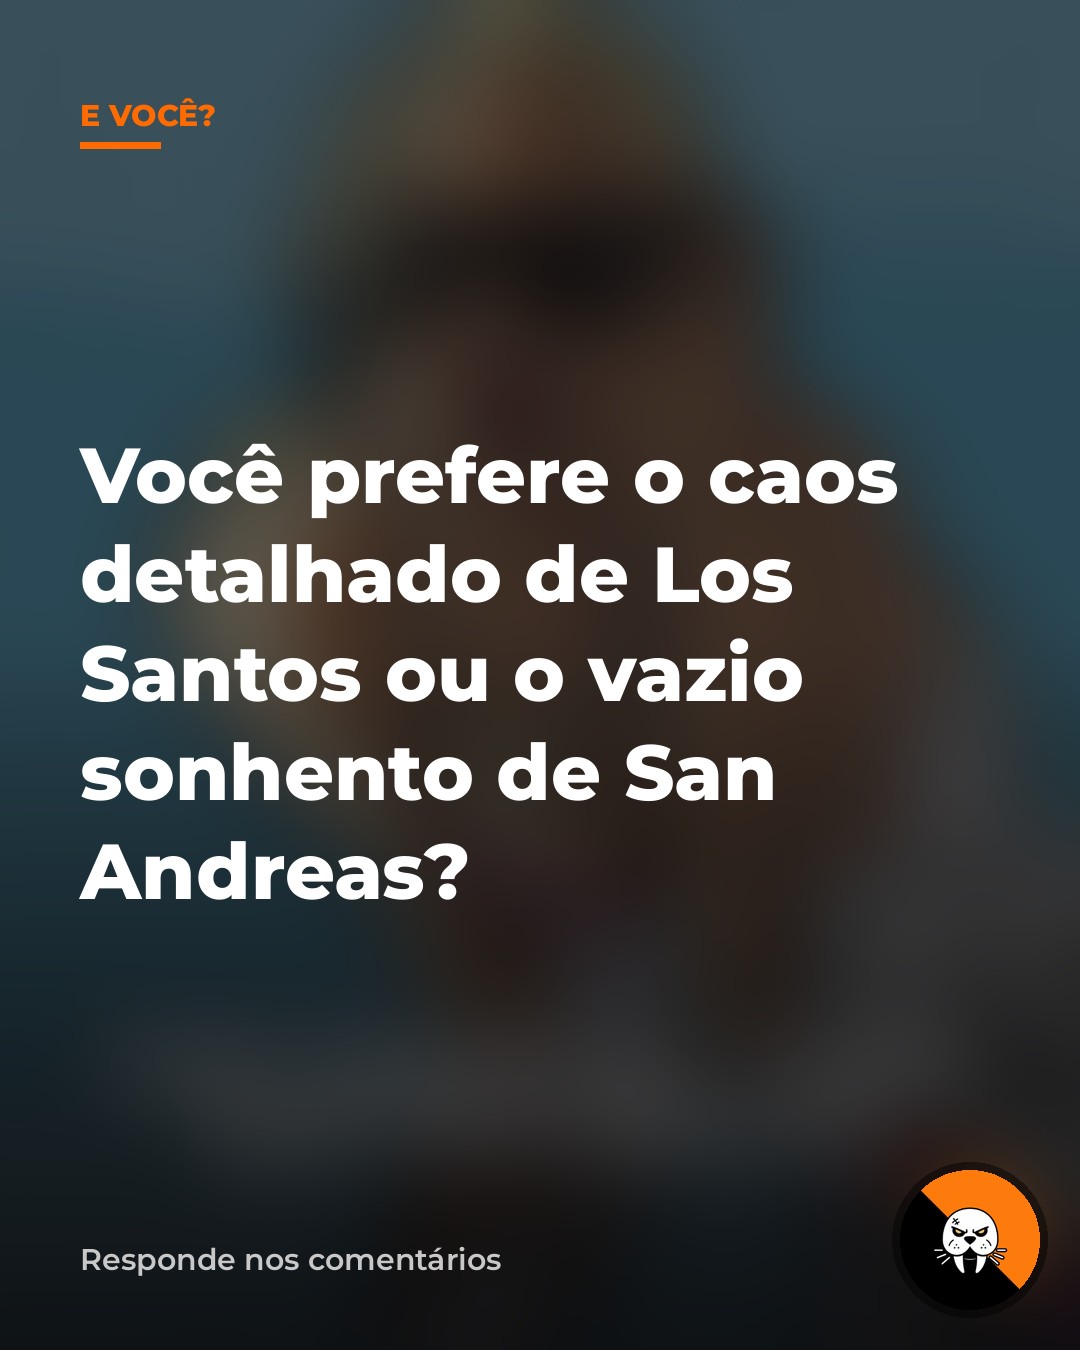 E VOCÊ?
Você prefere o caos
detalhado de Los
Santos ou o vazio
sonhento de San
Andreas?
Responde nos comentários